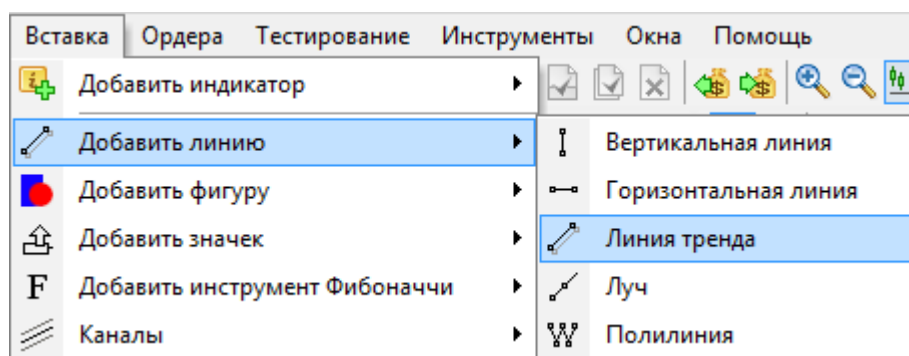 Вставка Ордера Тестирование Инструменты Окна Помощь
Добавить индикатор
Добавить линию
Добавить фигуру
Добавить значек
F Добавить инструмент Фибоначчи
Каналы
Вертикальная линия
Горизонтальная линия
Линия тренда
Луч
Полилиния